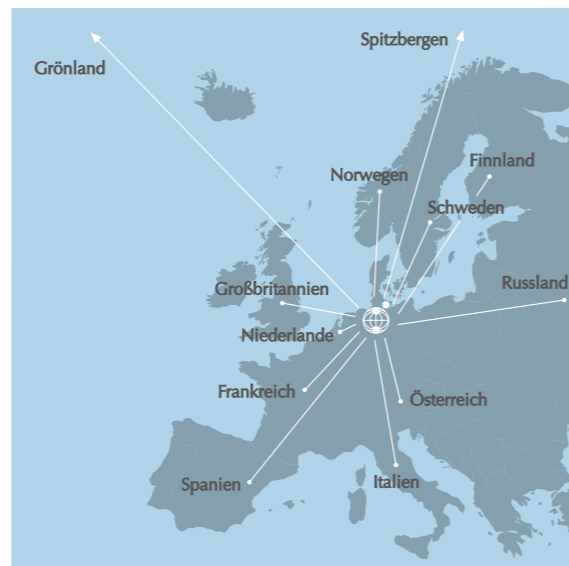 Spitzbergen
Grönland
Finnland
Norwegen
Schweden
Russland
Großbritannien
Niederlande
Frankreich
Österreich
Spanien
Italien